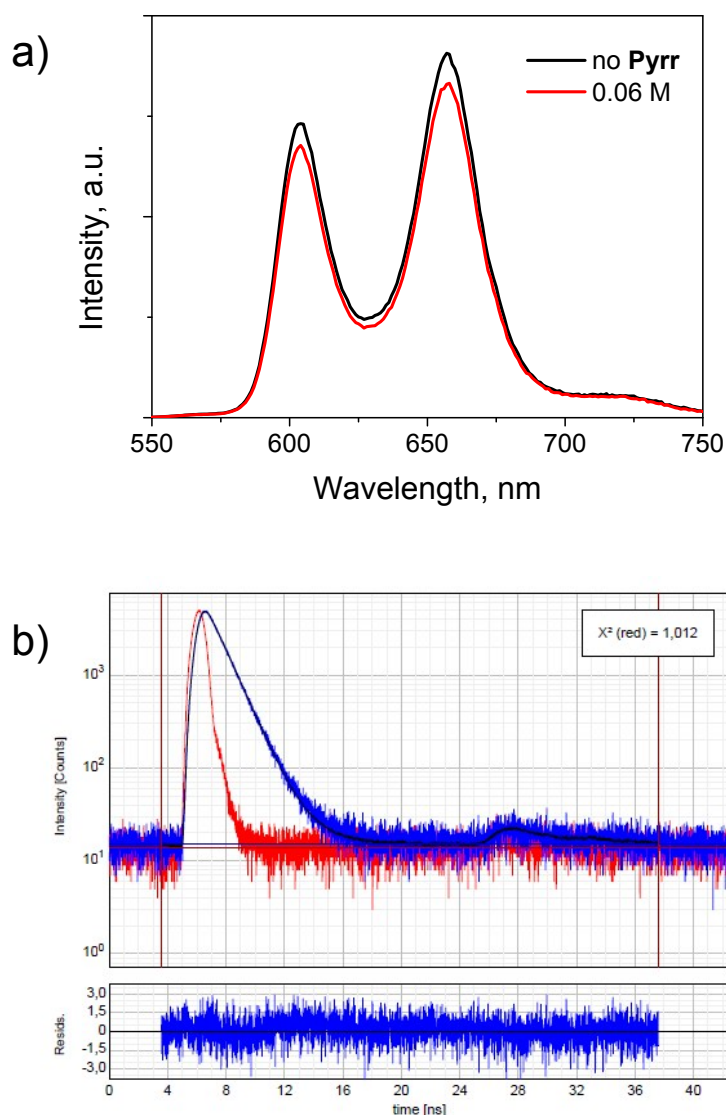 a)
no Pyrr
0.06 M
Intensity, a.u.
550 600 650 700 750
Wavelength, nm
b)
X² (red) = 1,012
Intensity [Counts]
10³
10²
10¹
10⁰
Resids.
3,0
1,5
0
-1,5
-3,0
0 4 8 12 16 20 24 28 32 36 40
time [ns]